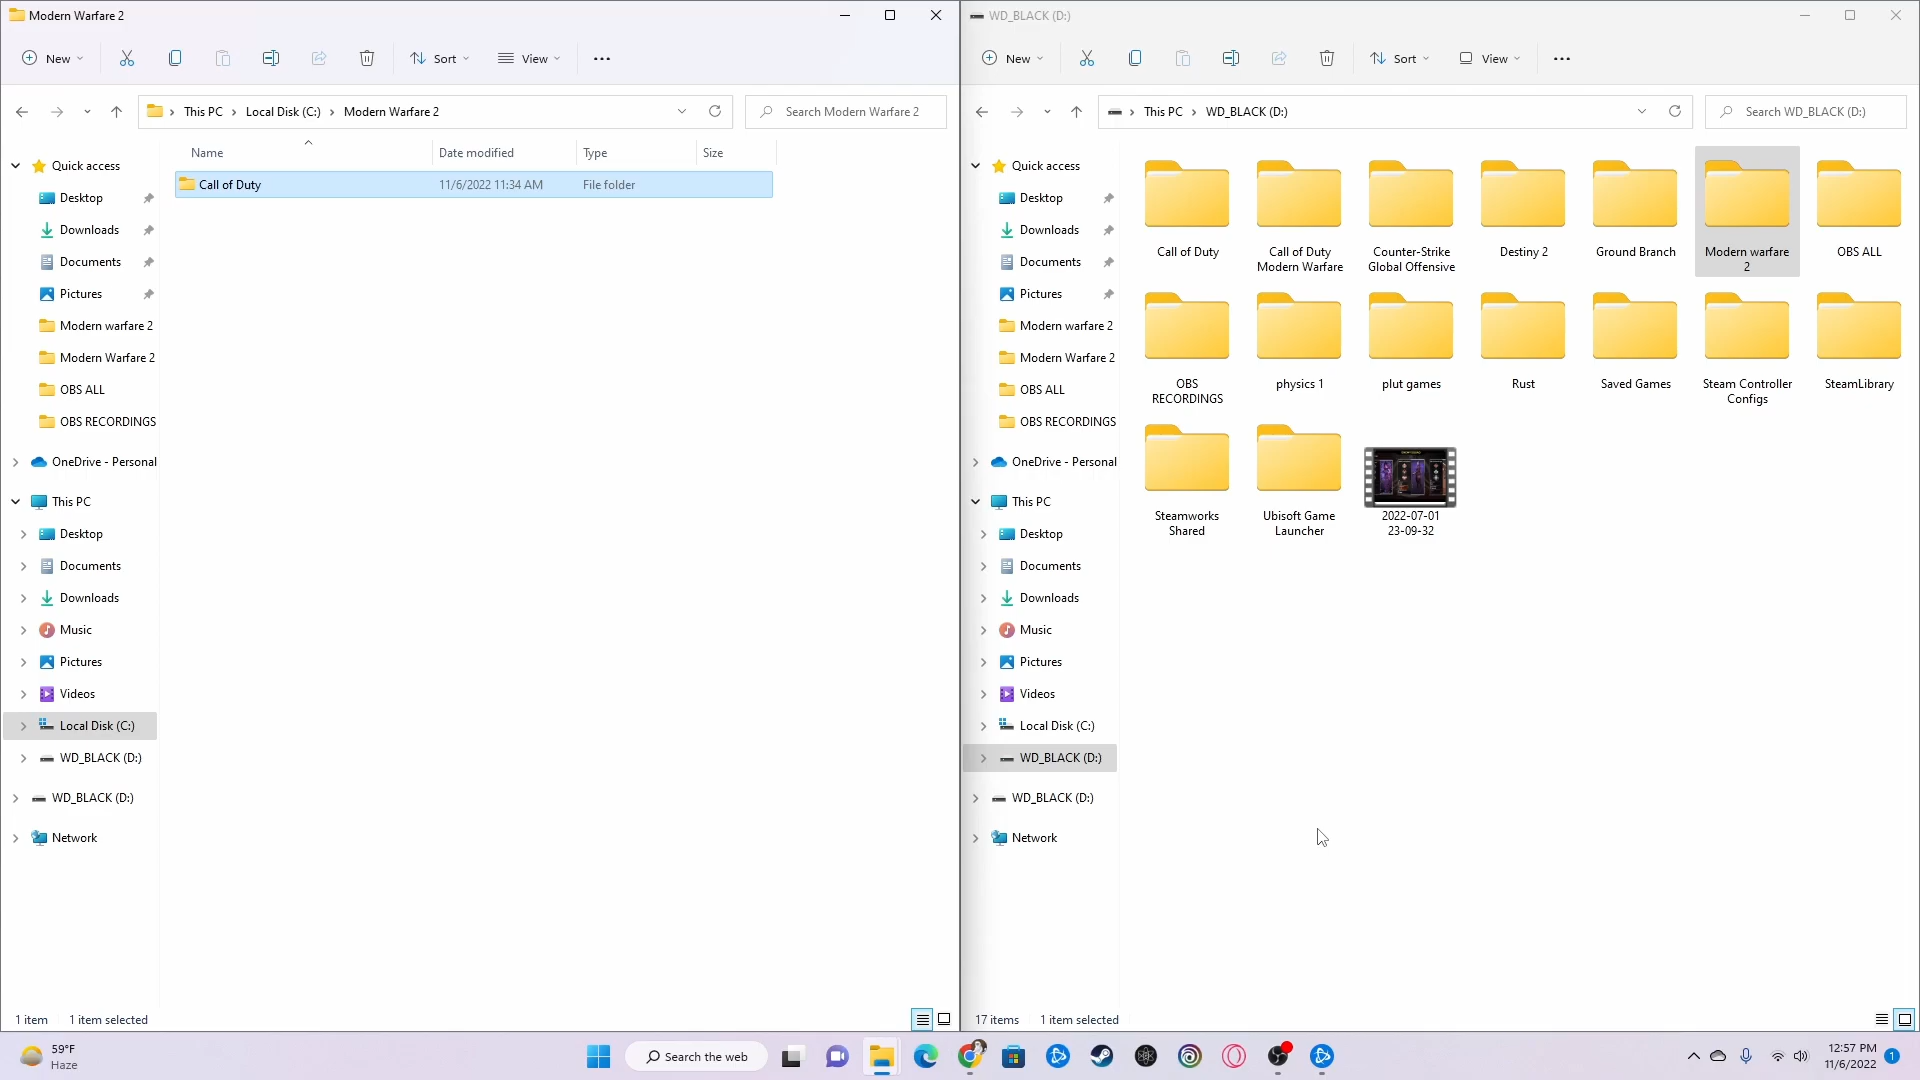 Modern Warfare 2
New
Sort
View
This PC
Local Disk (C:)
Modern Warfare 2
Search Modern Warfare 2
Quick access
Desktop
Downloads
Documents
Pictures
Modern warfare 2
Modern Warfare 2
OBS ALL
OBS RECORDINGS
OneDrive - Personal
This PC
Desktop
Documents
Downloads
Music
Pictures
Videos
Local Disk (C:)
WD_BLACK (D:)
WD_BLACK (D:)
Network
Name
Date modified
Type
Size
Call of Duty
11/6/2022 11:34 AM
File folder
1 item
1 item selected
WD_BLACK (D:)
New
Sort
View
This PC
WD_BLACK (D:)
Search WD_BLACK (D:)
Quick access
Desktop
Downloads
Documents
Pictures
Modern warfare 2
Modern Warfare 2
OBS ALL
OBS RECORDINGS
OneDrive - Personal
This PC
Desktop
Documents
Downloads
Music
Pictures
Videos
Local Disk (C:)
WD_BLACK (D:)
WD_BLACK (D:)
Network
Call of Duty
Call of Duty
Modern Warfare
Counter-Strike
Global Offensive
Destiny 2
Ground Branch
Modern warfare
2
OBS ALL
OBS
RECORDINGS
physics 1
plut games
Rust
Saved Games
Steam Controller
Configs
SteamLibrary
Steamworks
Shared
Ubisoft Game
Launcher
2022-07-01
23-09-32
17 items
1 item selected
59°F
Haze
Search the web
12:57 PM
11/6/2022
1